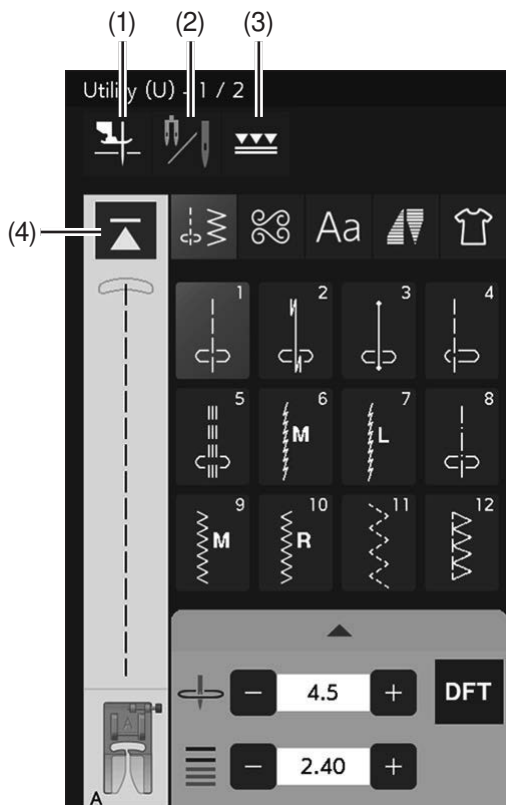 (1) (2) (3)
Utility (U) - 1 / 2
(4)
Aa
1 2 3 4
5 6 7 8
M L
9 10 11 12
M R
4.5 DFT
A
2.40
A